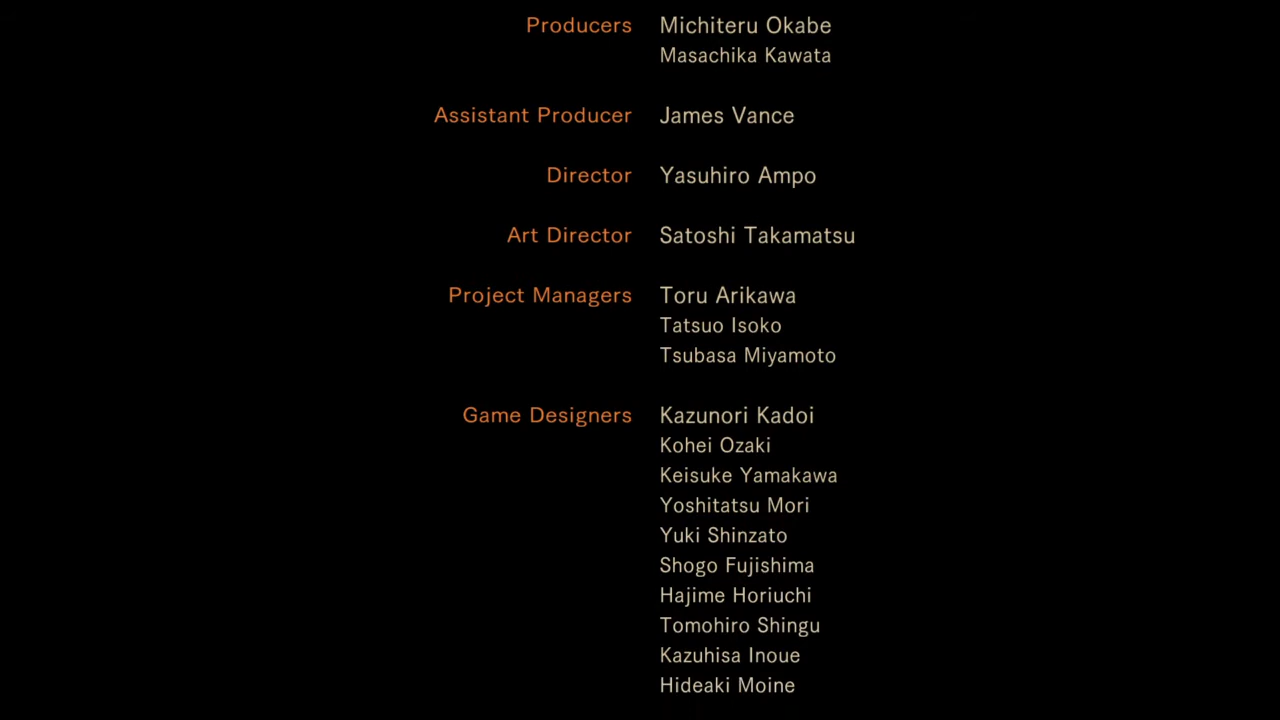 Producers Michiteru Okabe
Masachika Kawata
Assistant Producer James Vance
Director Yasuhiro Ampo
Art Director Satoshi Takamatsu
Project Managers Toru Arikawa
Tatsuo Isoko
Tsubasa Miyamoto
Game Designers Kazunori Kadoi
Kohei Ozaki
Keisuke Yamakawa
Yoshitatsu Mori
Yuki Shinzato
Shogo Fujishima
Hajime Horiuchi
Tomohiro Shingu
Kazuhisa Inoue
Hideaki Moine